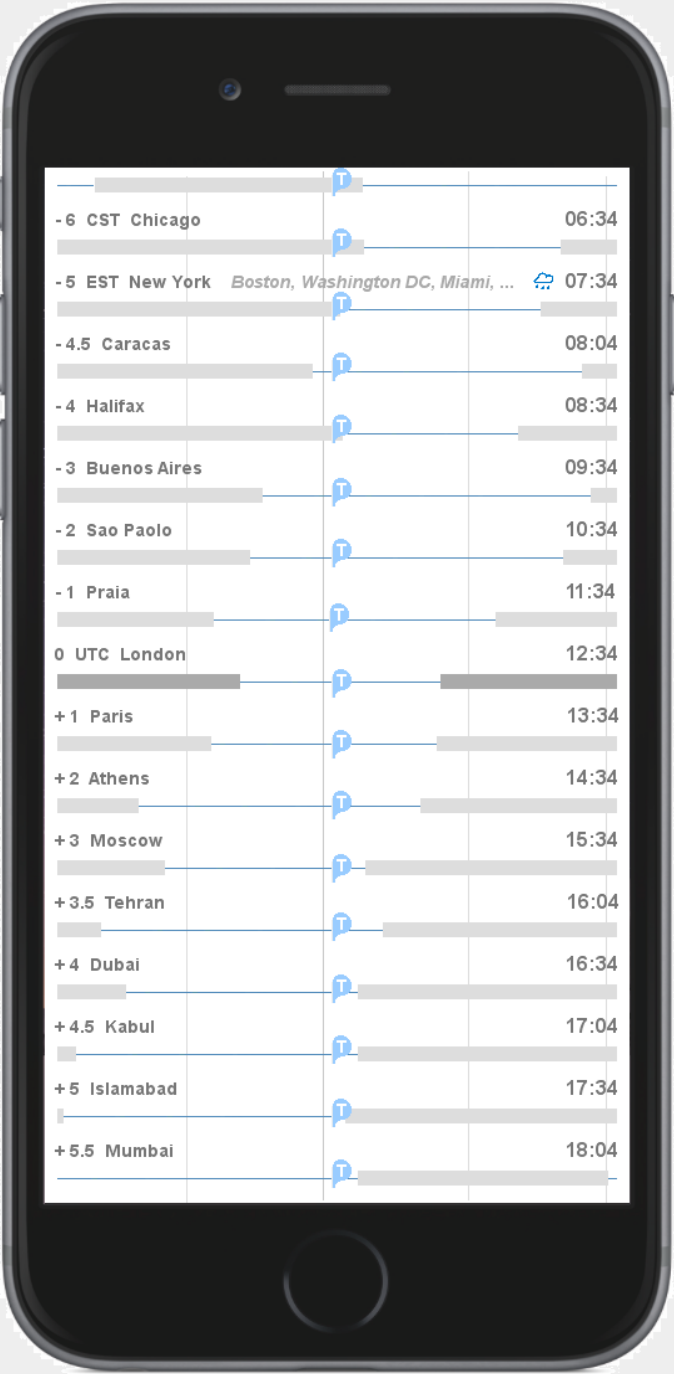 T
-6 CST Chicago 06:34
T
-5 EST New York Boston, Washington DC, Miami, ... 07:34
T
-4.5 Caracas 08:04
T
-4 Halifax 08:34
T
-3 Buenos Aires 09:34
T
-2 Sao Paolo 10:34
T
-1 Praia 11:34
T
0 UTC London 12:34
T
+1 Paris 13:34
T
+2 Athens 14:34
T
+3 Moscow 15:34
T
+3.5 Tehran 16:04
T
+4 Dubai 16:34
T
+4.5 Kabul 17:04
T
+5 Islamabad 17:34
T
+5.5 Mumbai 18:04
T